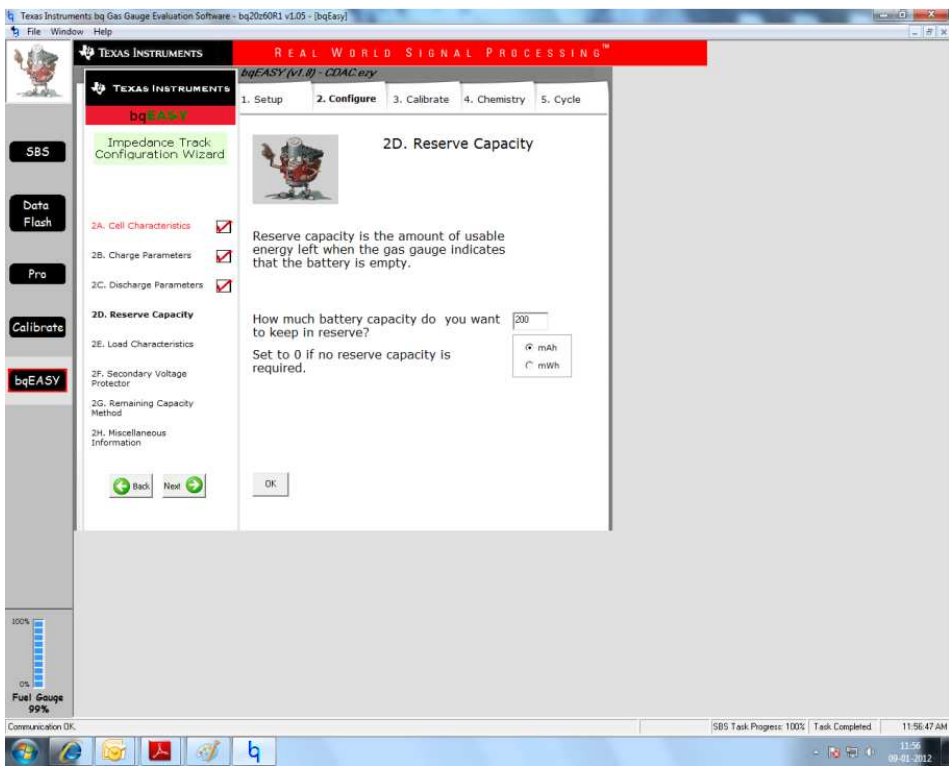 Texas Instruments bq Gas Gauge Evaluation Software - bq20z60R1 v1.05 - [bqEasy]
File Window Help
TEXAS INSTRUMENTS
REAL WORLD SIGNAL PROCESSING™
bqEASY (v1.8) - CDAC.ezy
TEXAS INSTRUMENTS
bqEASY
1. Setup 2. Configure 3. Calibrate 4. Chemistry 5. Cycle
Impedance Track
Configuration Wizard
2D. Reserve Capacity
SBS
Data
Flash
Pro
Calibrate
bqEASY
2A. Cell Characteristics
2B. Charge Parameters
2C. Discharge Parameters
2D. Reserve Capacity
2E. Load Characteristics
2F. Secondary Voltage
Protector
2G. Remaining Capacity
Method
2H. Miscellaneous
Information
Back Next
Reserve capacity is the amount of usable
energy left when the gas gauge indicates
that the battery is empty.
How much battery capacity do you want
to keep in reserve?
200
Set to 0 if no reserve capacity is
required.
mAh
mWh
OK
100%
0%
Fuel Gauge
99%
Communication OK.
SBS Task Progress: 100% Task Completed 11:56:47 AM
11:56
09-01-2012